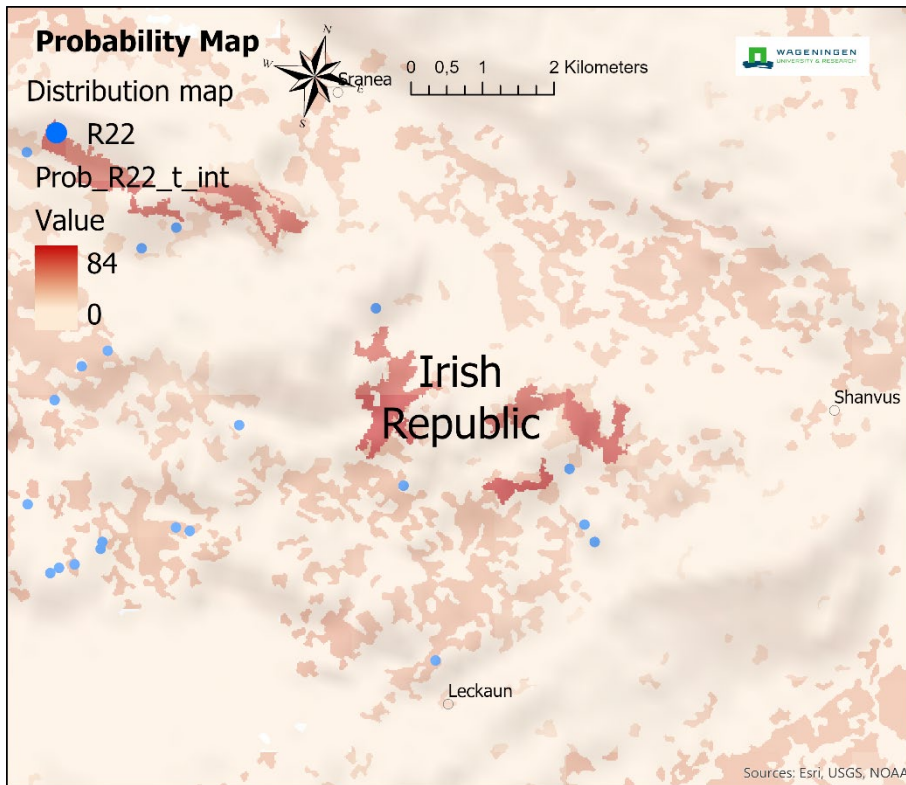 Probability Map
Distribution map
R22
Prob_R22_t_int
Value
84
0
N
W
E
S
Sranea
0 0,5 1 2 Kilometers
WAGENINGEN
UNIVERSITY & RESEARCH
Irish
Republic
Shanvus
Leckaun
Sources: Esri, USGS, NOAA